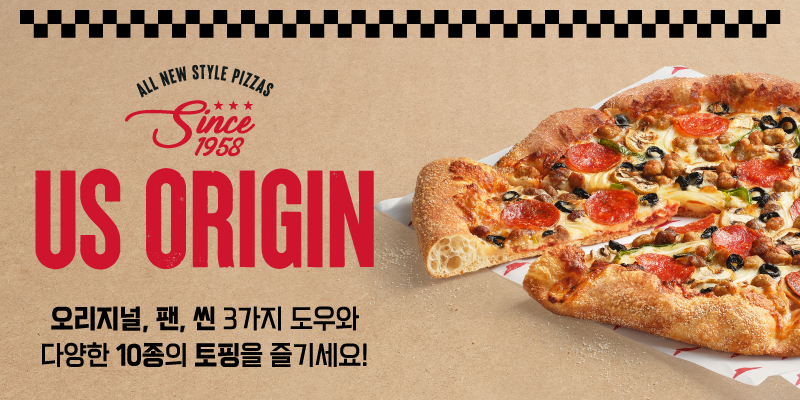 ALL NEW STYLE PIZZAS
Since
1958
US ORIGIN
오리지널, 팬, 씬 3가지 도우와
다양한 10종의 토핑을 즐기세요!